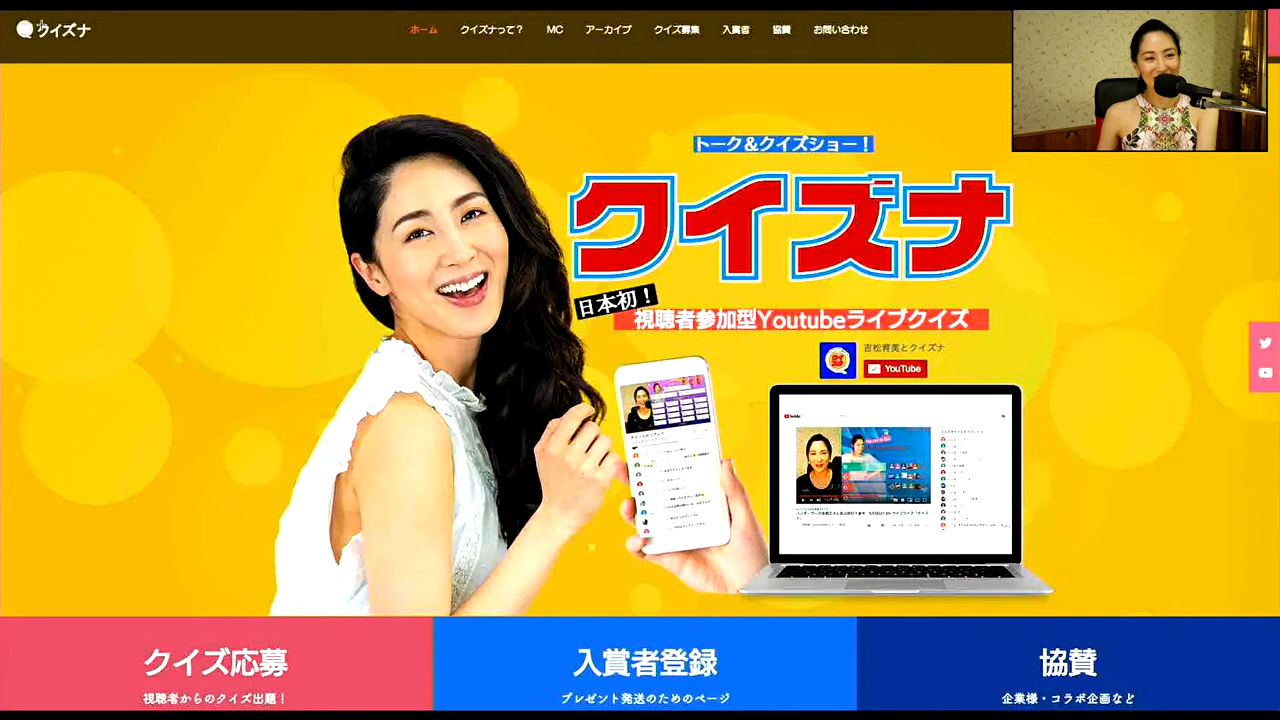 クイズナ
ホーム クイズナって？ MC アーカイブ クイズ募集 入賞者 協賛 お問い合わせ
トーク＆クイズショー！
クイズナ
日本初！
視聴者参加型Youtubeライブクイズ
吉松育美とクイズナ
YouTube
クイズ応募
視聴者からのクイズ出題！
入賞者登録
プレゼント発送のためのページ
協賛
企業様・コラボ企画など